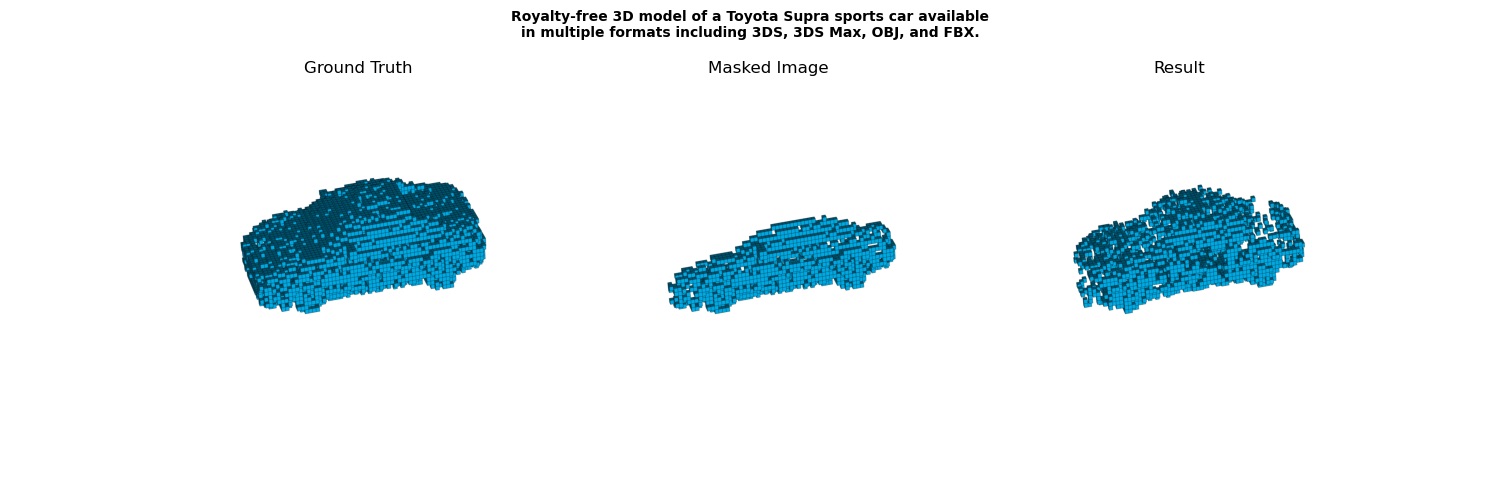 Royalty-free 3D model of a Toyota Supra sports car available
in multiple formats including 3DS, 3DS Max, OBJ, and FBX.
Ground Truth
Masked Image
Result